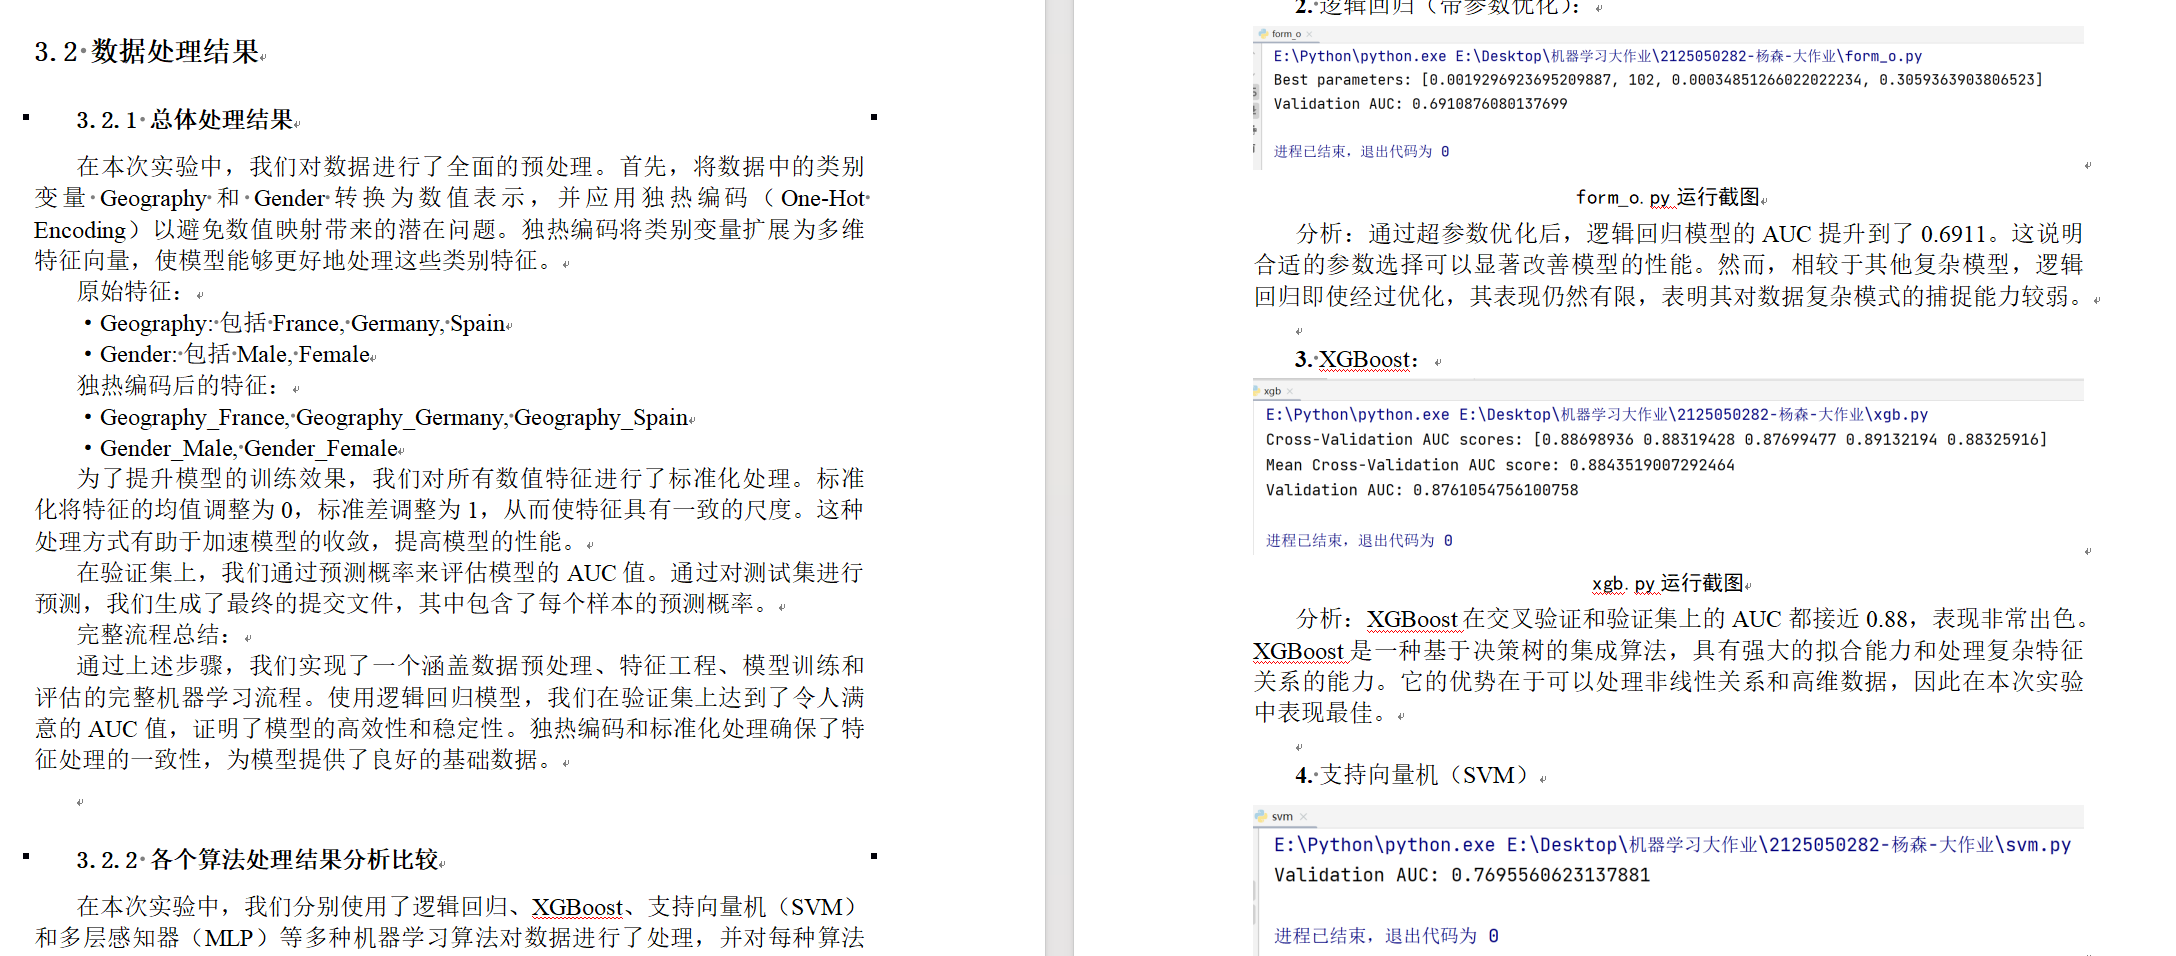 3.2 数据处理结果
3.2.1 总体处理结果
在本次实验中，我们对数据进行了全面的预处理。首先，将数据中的类别
变量 Geography 和 Gender 转换为数值表示，并应用独热编码（One-Hot
Encoding）以避免数值映射带来的潜在问题。独热编码将类别变量扩展为多维
特征向量，使模型能够更好地处理这些类别特征。
原始特征：
• Geography: 包括 France, Germany, Spain
• Gender: 包括 Male, Female
独热编码后的特征：
• Geography_France, Geography_Germany, Geography_Spain
• Gender_Male, Gender_Female
为了提升模型的训练效果，我们对所有数值特征进行了标准化处理。标准
化将特征的均值调整为 0，标准差调整为 1，从而使特征具有一致的尺度。这种
处理方式有助于加速模型的收敛，提高模型的性能。
在验证集上，我们通过预测概率来评估模型的 AUC 值。通过对测试集进行
预测，我们生成了最终的提交文件，其中包含了每个样本的预测概率。
完整流程总结：
通过上述步骤，我们实现了一个涵盖数据预处理、特征工程、模型训练和
评估的完整机器学习流程。使用逻辑回归模型，我们在验证集上达到了令人满
意的 AUC 值，证明了模型的高效性和稳定性。独热编码和标准化处理确保了特
征处理的一致性，为模型提供了良好的基础数据。
3.2.2 各个算法处理结果分析比较
在本次实验中，我们分别使用了逻辑回归、XGBoost、支持向量机（SVM）
和多层感知器（MLP）等多种机器学习算法对数据进行了处理，并对每种算法
2. 逻辑回归（带参数优化）：
form_o
E:\Python\python.exe E:\Desktop\机器学习大作业\2125050282-杨森-大作业\form_o.py
Best parameters: [0.0019296923695209887, 102, 0.00034851266022022234, 0.3059363903806523]
Validation AUC: 0.6910876080137699
进程已结束，退出代码为 0
form_o.py 运行截图
分析：通过超参数优化后，逻辑回归模型的 AUC 提升到了 0.6911。这说明
合适的参数选择可以显著改善模型的性能。然而，相较于其他复杂模型，逻辑
回归即使经过优化，其表现仍然有限，表明其对数据复杂模式的捕捉能力较弱。
3. XGBoost：
xgb
E:\Python\python.exe E:\Desktop\机器学习大作业\2125050282-杨森-大作业\xgb.py
Cross-Validation AUC scores: [0.88698936 0.88319428 0.87699477 0.89132194 0.88325916]
Mean Cross-Validation AUC score: 0.8843519007292464
Validation AUC: 0.8761054756100758
进程已结束，退出代码为 0
xgb.py 运行截图
分析：XGBoost 在交叉验证和验证集上的 AUC 都接近 0.88，表现非常出色。
XGBoost 是一种基于决策树的集成算法，具有强大的拟合能力和处理复杂特征
关系的能力。它的优势在于可以处理非线性关系和高维数据，因此在本次实验
中表现最佳。
4. 支持向量机（SVM）
svm
E:\Python\python.exe E:\Desktop\机器学习大作业\2125050282-杨森-大作业\svm.py
Validation AUC: 0.7695560623137881
进程已结束，退出代码为 0